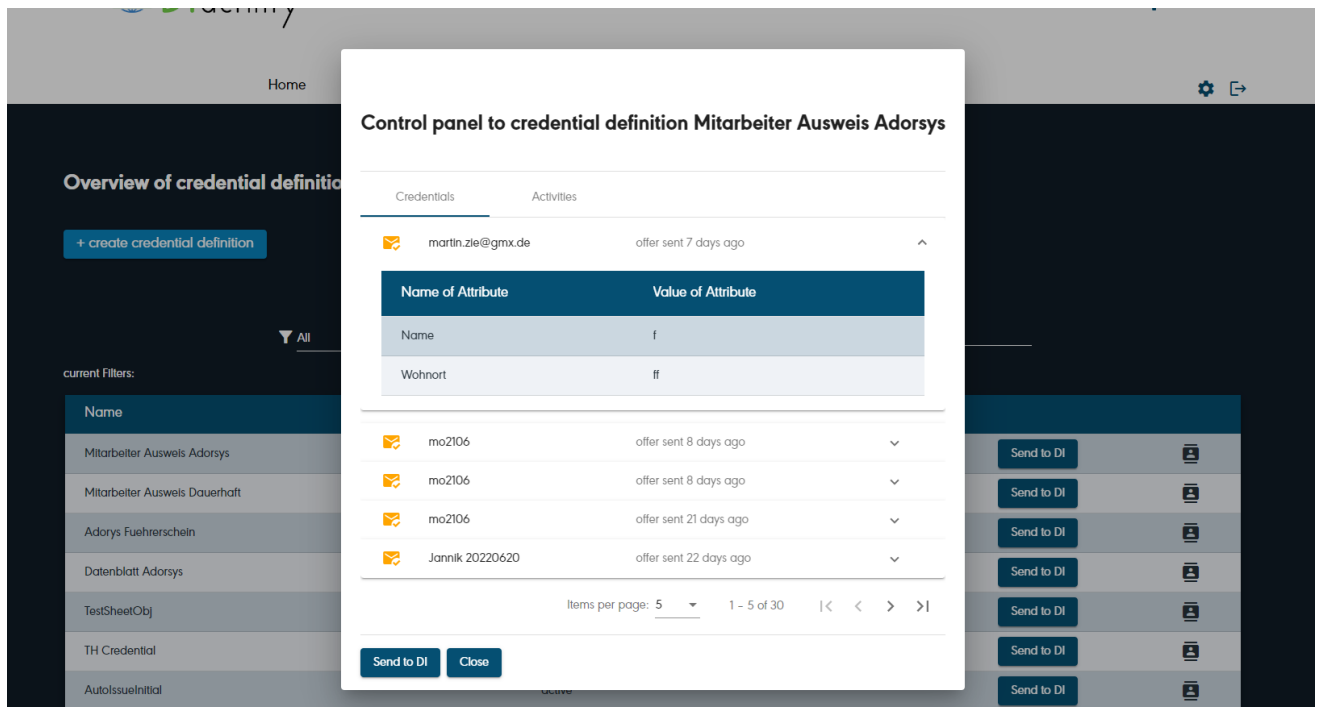 Home
Control panel to credential definition Mitarbeiter Ausweis Adorsys
Overview of credential definitio
Credentials Activities
+ create credential definition
martin.zie@gmx.de offer sent 7 days ago
Name of Attribute Value of Attribute
Name f
All
Wohnort ff
current Filters:
Name
mo2106 offer sent 8 days ago
Mitarbeiter Ausweis Adorsys Send to DI
mo2106 offer sent 8 days ago
Mitarbeiter Ausweis Dauerhaft Send to DI
mo2106 offer sent 21 days ago
Adorys Fuehrerschein Send to DI
Jannik 20220620 offer sent 22 days ago
Datenblatt Adorsys Send to DI
Items per page: 5 1 – 5 of 30
TestSheetObj Send to DI
TH Credential Send to DI
Send to DI Close
AutoIssueInitial active Send to DI